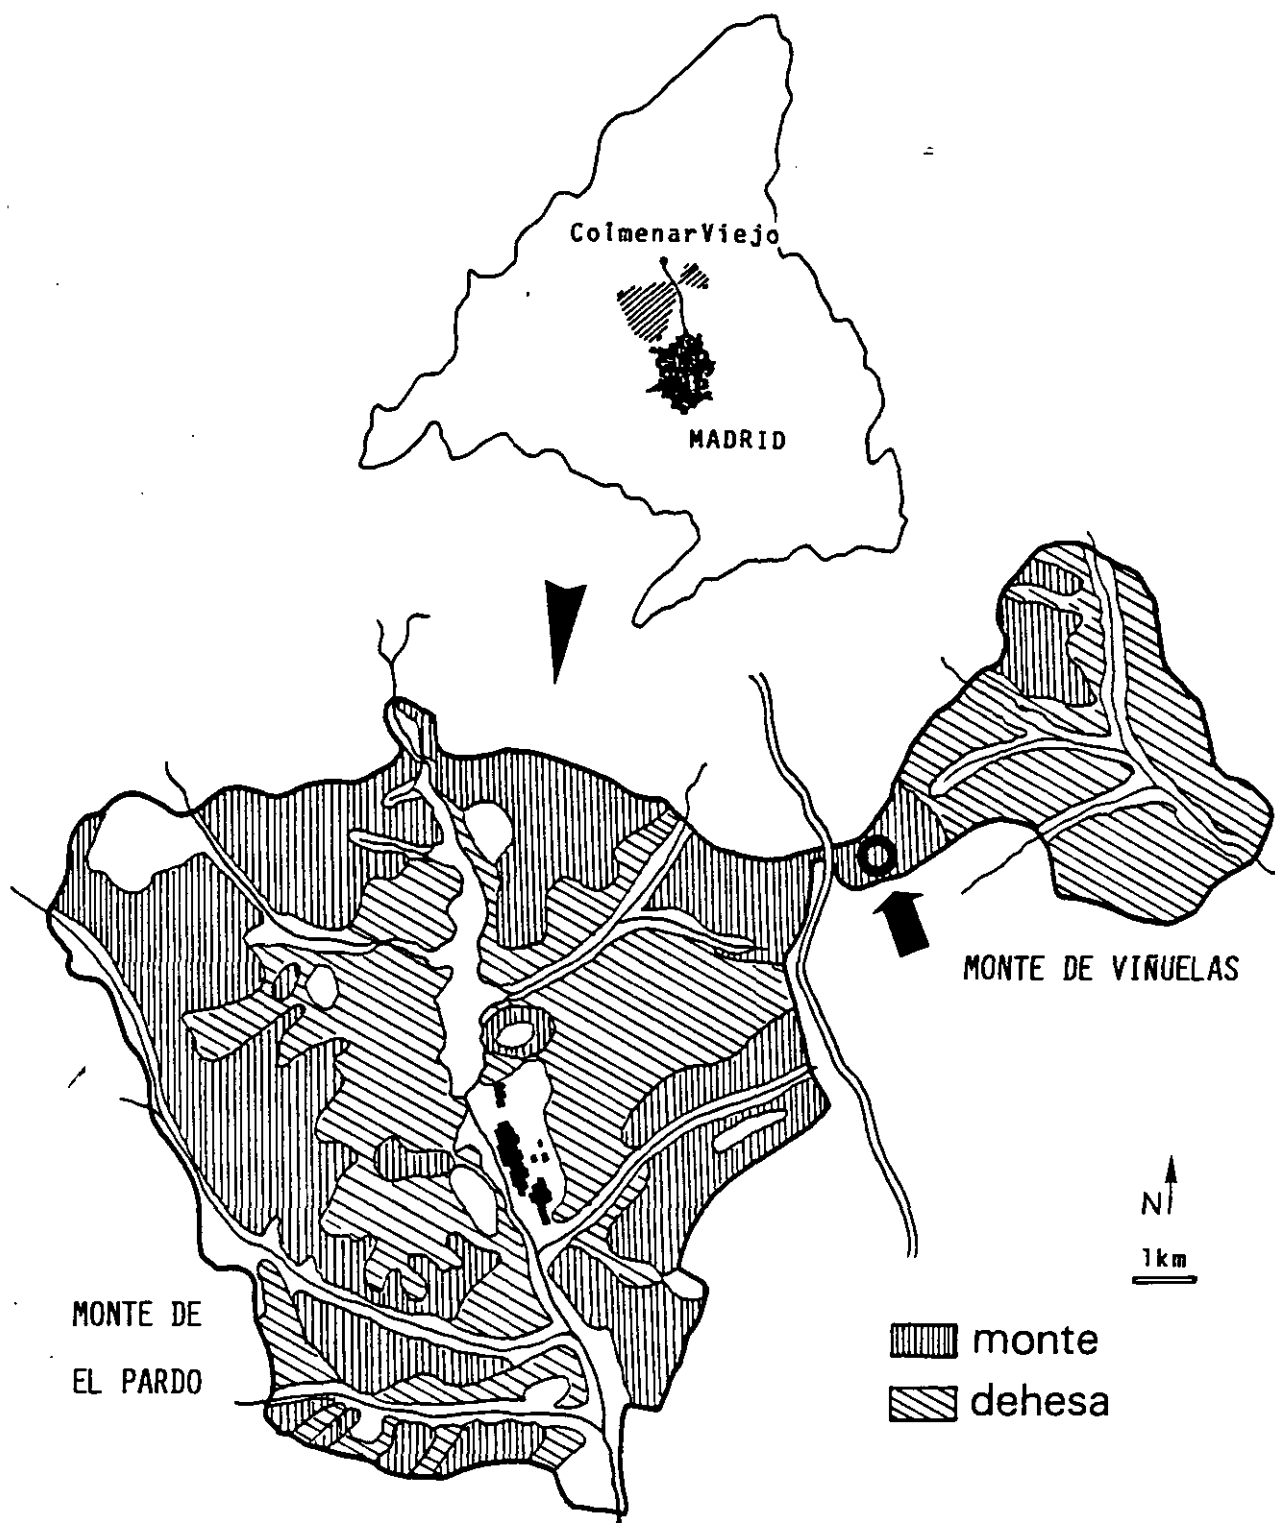 ColmenarViejo
MADRID
MONTE DE VIÑUELAS
N
1km
MONTE DE
EL PARDO
monte
dehesa